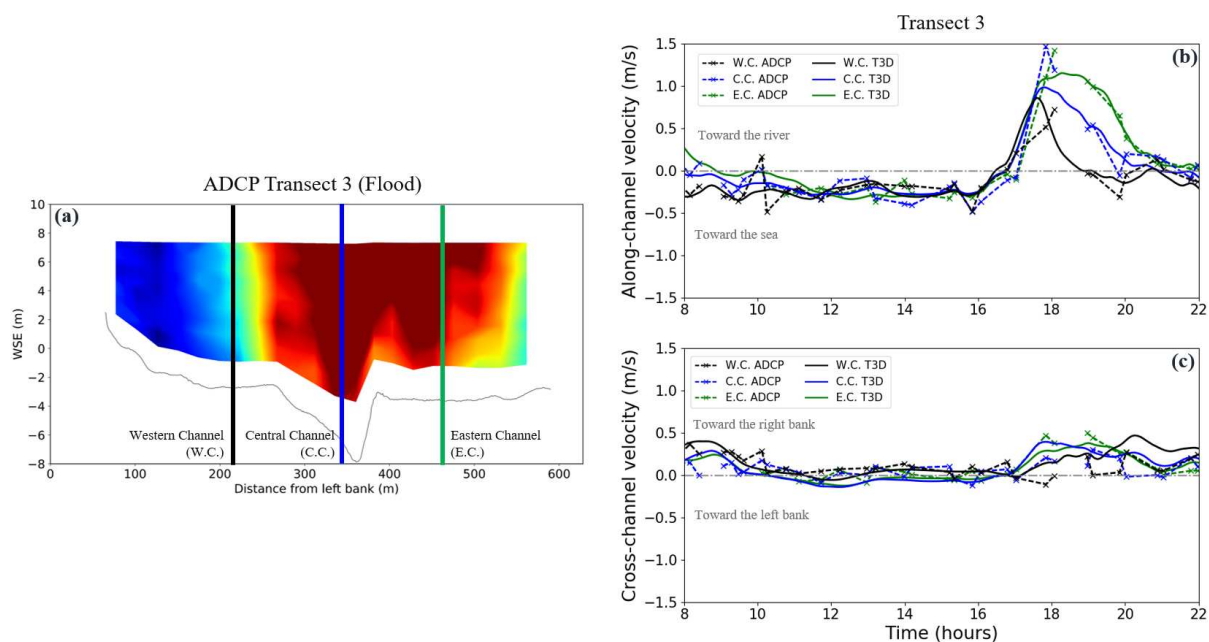 ADCP Transect 3 (Flood)
(a)
10
8
6
4
2
0
−2
−4
−6
−8
WSE (m)
Western Channel
(W.C.)
Central Channel
(C.C.)
Eastern Channel
(E.C.)
0 100 200 300 400 500 600
Distance from left bank (m)
Transect 3
(b)
W.C. ADCP W.C. T3D
C.C. ADCP C.C. T3D
E.C. ADCP E.C. T3D
1.5
1.0
0.5
0.0
−0.5
−1.0
−1.5
Along-channel velocity (m/s)
Toward the river
Toward the sea
8 10 12 14 16 18 20 22
(c)
W.C. ADCP W.C. T3D
C.C. ADCP C.C. T3D
E.C. ADCP E.C. T3D
1.5
1.0
0.5
0.0
−0.5
−1.0
−1.5
Cross-channel velocity (m/s)
Toward the right bank
Toward the left bank
8 10 12 14 16 18 20 22
Time (hours)